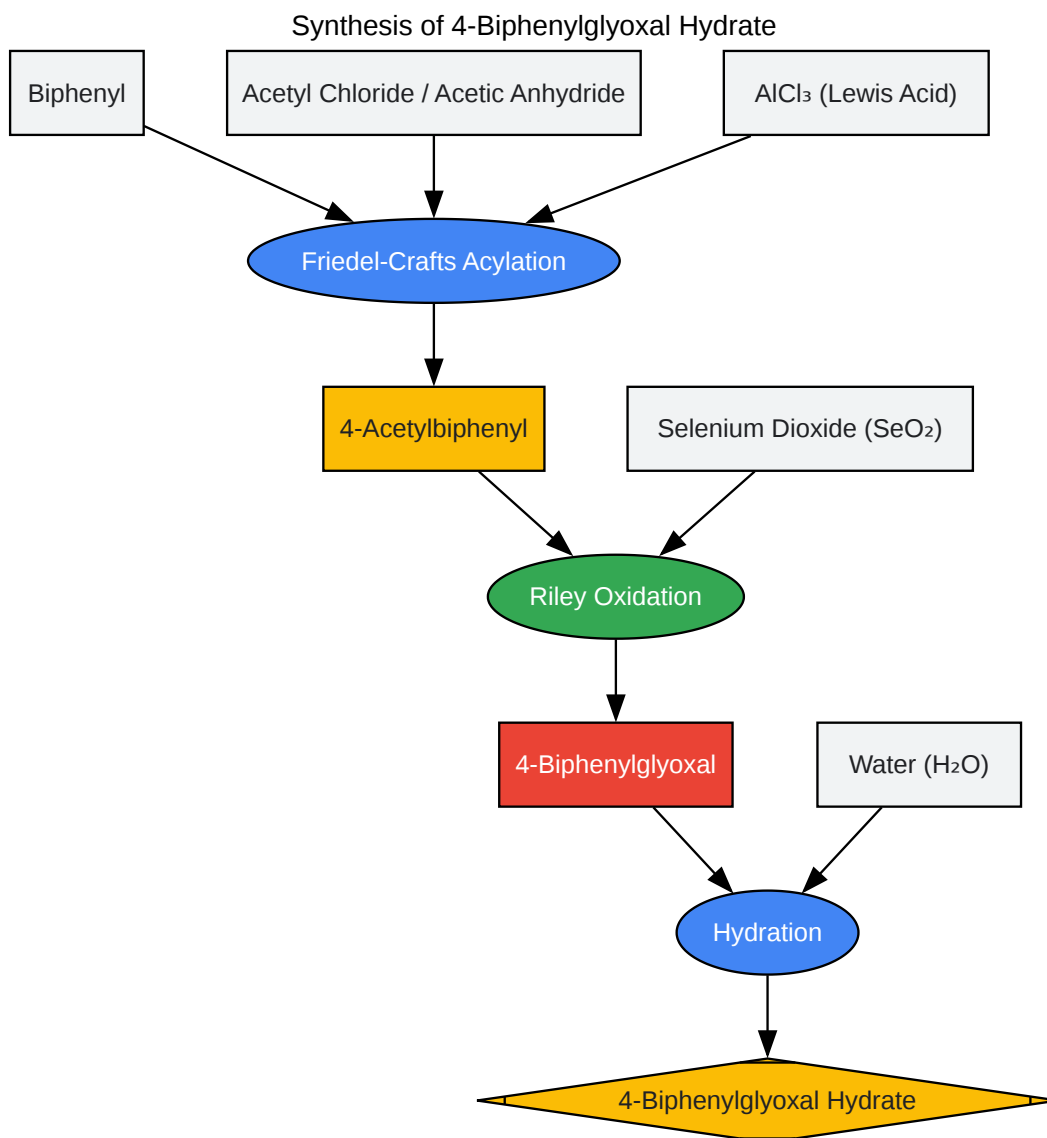 Synthesis of 4-Biphenylglyoxal Hydrate
Biphenyl
Acetyl Chloride / Acetic Anhydride
AlCl₃ (Lewis Acid)
Friedel-Crafts Acylation
4-Acetylbiphenyl
Selenium Dioxide (SeO₂)
Riley Oxidation
4-Biphenylglyoxal
Water (H₂O)
Hydration
4-Biphenylglyoxal Hydrate